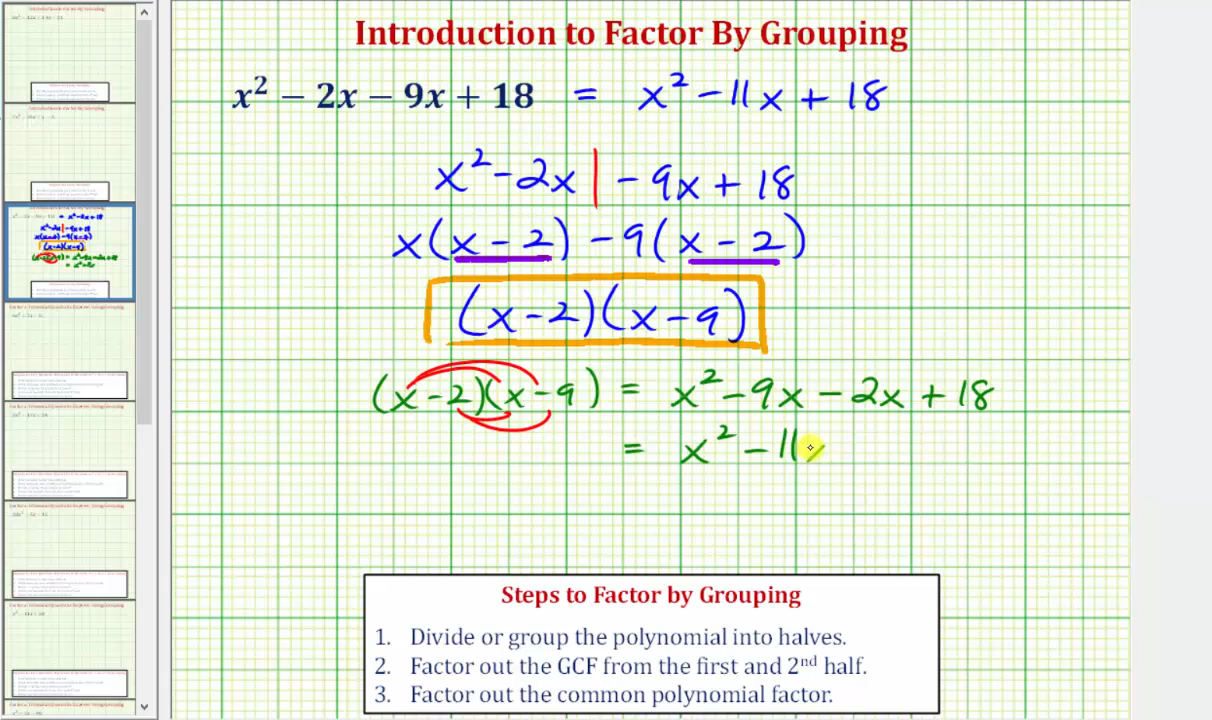 Introduction to Factor By Grouping
x² − 2x − 9x + 18 = x² - 11x + 18
x² - 2x | - 9x + 18
x(x - 2) - 9(x - 2)
(x - 2)(x - 9)
(x - 2)(x - 9) = x² - 9x - 2x + 18
= x² - 11
Steps to Factor by Grouping
1. Divide or group the polynomial into halves.
2. Factor out the GCF from the first and 2nd half.
3. Factor out the common polynomial factor.